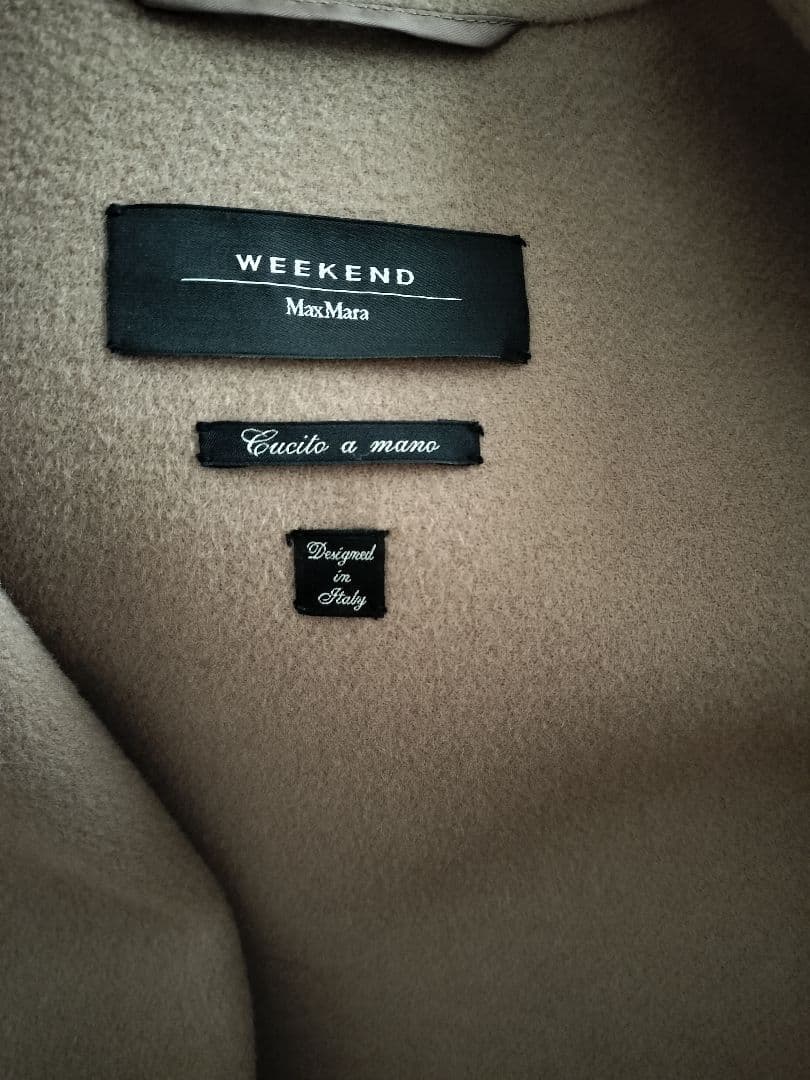 WEEKEND
MaxMara
Cucito a mano
Designed
in
Italy